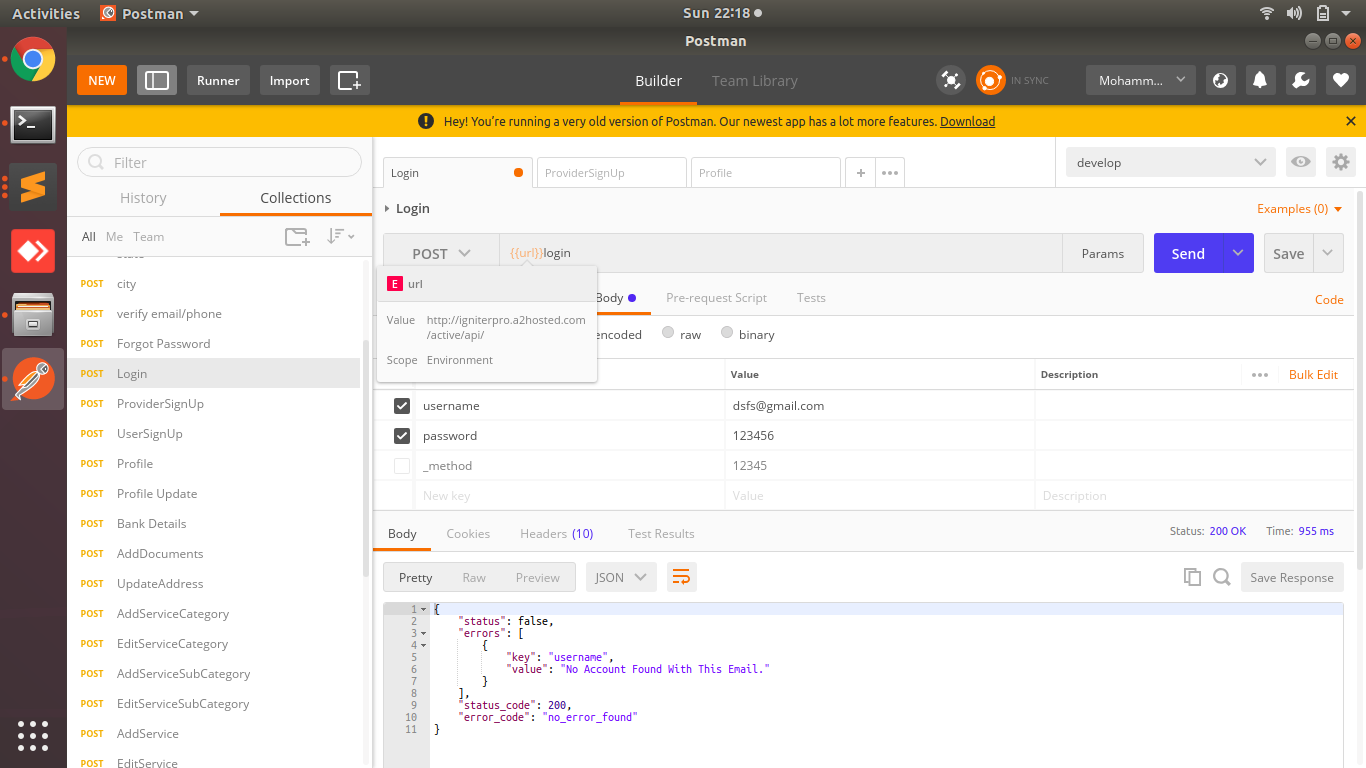 Activities
Postman
Sun 22:18
Postman
NEW
Runner
Import
Builder
Team Library
IN SYNC
Mohamm...
Hey! You're running a very old version of Postman. Our newest app has a lot more features. Download
Filter
History
Collections
All Me Team
POST city
POST verify email/phone
POST Forgot Password
POST Login
POST ProviderSignUp
POST UserSignUp
POST Profile
POST Profile Update
POST Bank Details
POST AddDocuments
POST UpdateAddress
POST AddServiceCategory
POST EditServiceCategory
POST AddServiceSubCategory
POST EditServiceSubCategory
POST AddService
POST EditService
Login
ProviderSignUp
Profile
+
develop
Login
Examples (0)
POST
{{url}}login
Params
Send
Save
E url
Value http://igniterpro.a2hosted.com
/active/api/
Scope Environment
Body
Pre-request Script
Tests
Code
encoded
raw
binary
Value
Description
Bulk Edit
username dsfs@gmail.com
password 123456
_method 12345
New key Value Description
Body
Cookies
Headers (10)
Test Results
Status: 200 OK
Time: 955 ms
Pretty
Raw
Preview
JSON
Save Response
1 {
2 "status": false,
3 "errors": [
4 {
5 "key": "username",
6 "value": "No Account Found With This Email."
7 }
8 ],
9 "status_code": 200,
10 "error_code": "no_error_found"
11 }